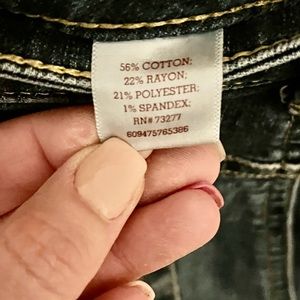 56% COTTON;
22% RAYON;
21% POLYESTER;
1% SPANDEX;
RN# 73277
609475765386